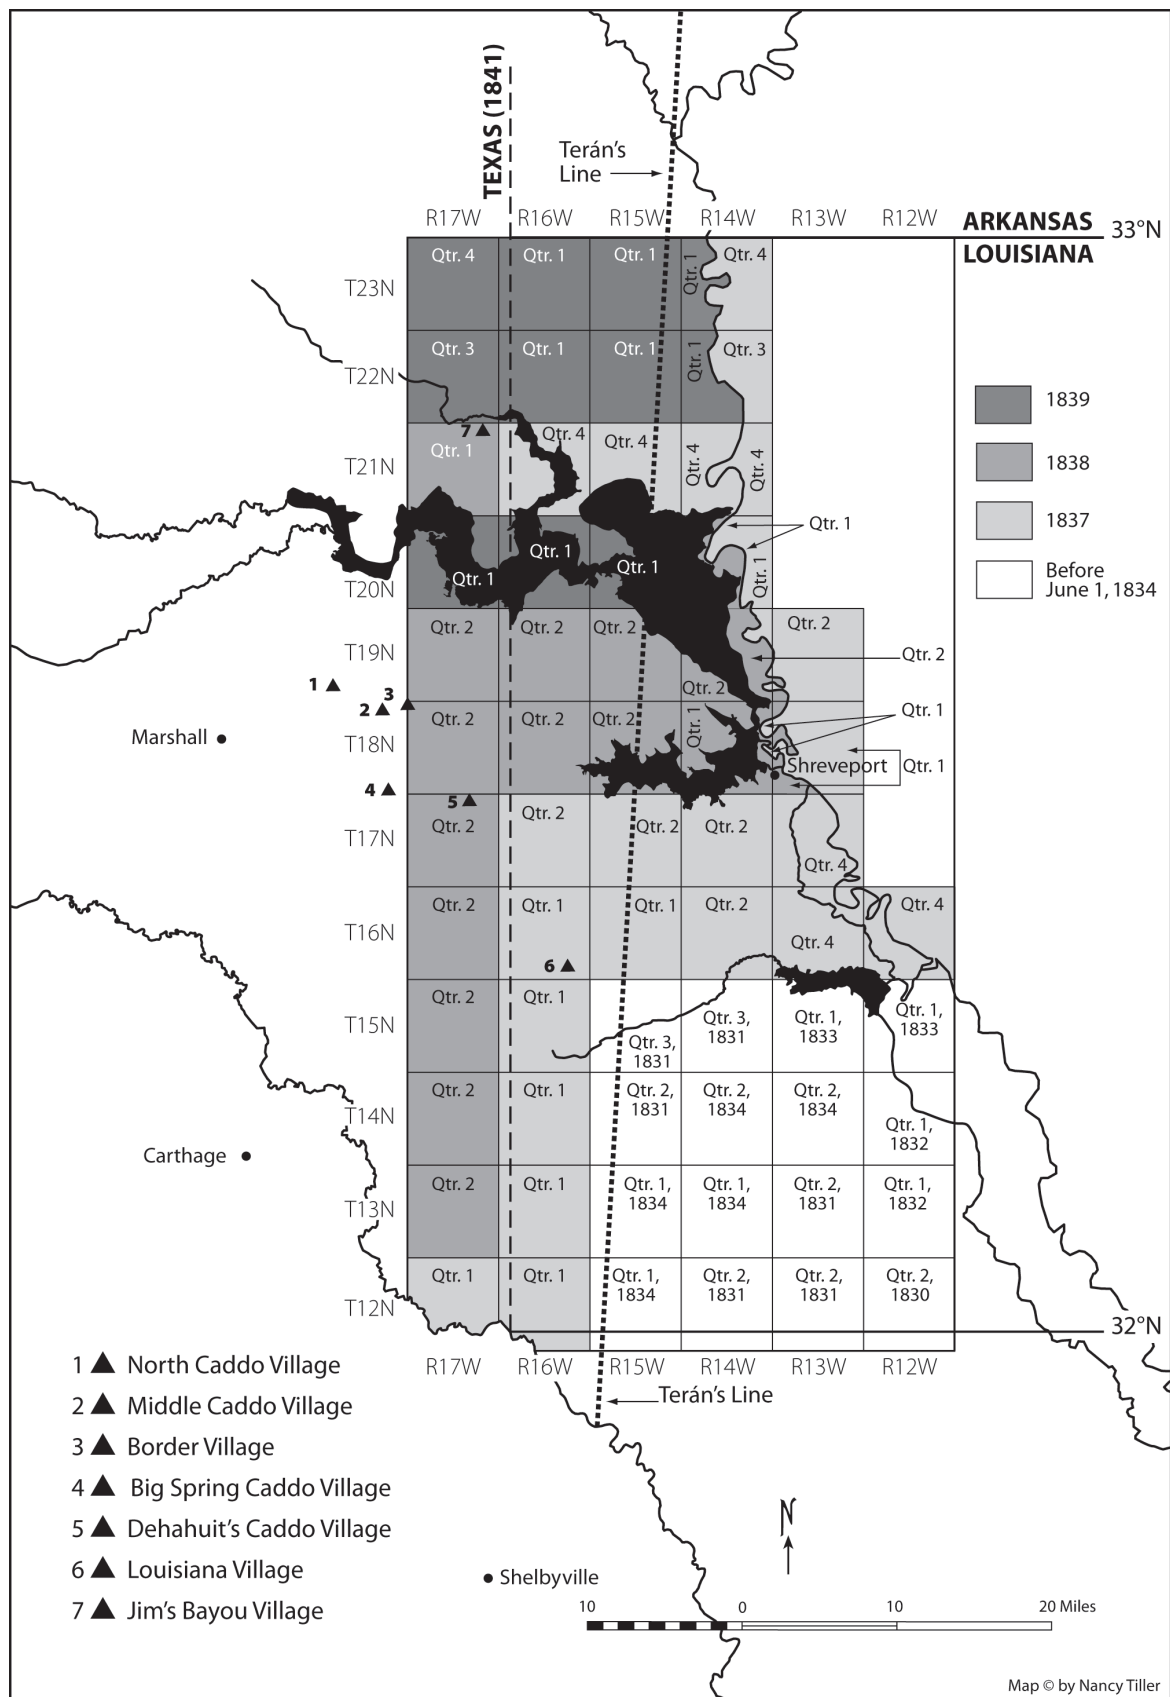 TEXAS (1841)
Terán's
Line
R17W
R16W
R15W
R14W
R13W
R12W
ARKANSAS
LOUISIANA
33°N
T23N
Qtr. 4
Qtr. 1
Qtr. 1
Qtr. 1
Qtr. 4
T22N
Qtr. 3
Qtr. 1
Qtr. 1
Qtr. 1
Qtr. 3
1839
1838
1837
Before
June 1, 1834
T21N
7
Qtr. 1
Qtr. 4
Qtr. 4
Qtr. 4
Qtr. 4
Qtr. 1
T20N
Qtr. 1
Qtr. 1
Qtr. 1
Qtr. 1
T19N
Qtr. 2
Qtr. 2
Qtr. 2
Qtr. 2
Qtr. 2
Qtr. 2
1
2
3
T18N
Qtr. 2
Qtr. 2
Qtr. 2
Qtr. 1
Qtr. 1
Qtr. 1
Marshall
Shreveport
4
5
T17N
Qtr. 2
Qtr. 2
Qtr. 2
Qtr. 2
Qtr. 4
T16N
Qtr. 2
Qtr. 1
Qtr. 1
Qtr. 2
Qtr. 4
Qtr. 4
6
T15N
Qtr. 2
Qtr. 1
Qtr. 3,
1831
Qtr. 3,
1831
Qtr. 1,
1833
Qtr. 1,
1833
T14N
Qtr. 2
Qtr. 1
Qtr. 2,
1831
Qtr. 2,
1834
Qtr. 2,
1834
Qtr. 1,
1832
Carthage
T13N
Qtr. 2
Qtr. 1
Qtr. 1,
1834
Qtr. 1,
1834
Qtr. 2,
1831
Qtr. 1,
1832
T12N
Qtr. 1
Qtr. 1
Qtr. 1,
1834
Qtr. 2,
1831
Qtr. 2,
1831
Qtr. 2,
1830
32°N
R17W
R16W
R15W
R14W
R13W
R12W
Terán's Line
1 North Caddo Village
2 Middle Caddo Village
3 Border Village
4 Big Spring Caddo Village
5 Dehahuit's Caddo Village
6 Louisiana Village
7 Jim's Bayou Village
N
Shelbyville
10 0 10 20 Miles
Map © by Nancy Tiller